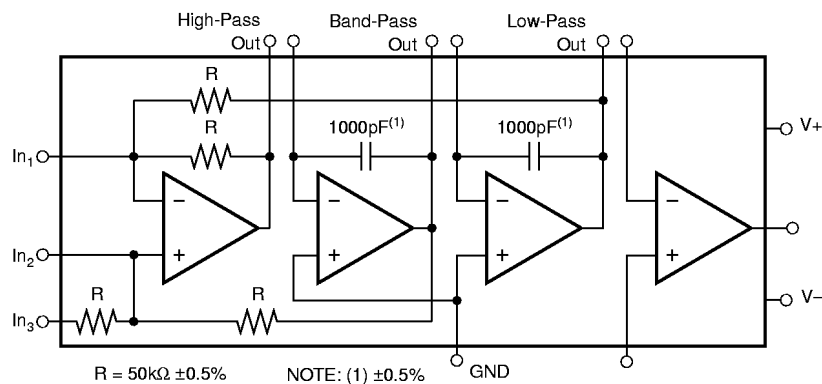 High-Pass Out
Band-Pass Out
Low-Pass Out
R
R
1000pF(1)
1000pF(1)
V+
In1
−
+
−
+
−
+
−
+
In2
R
R
In3
V−
GND
R = 50kΩ ±0.5%
NOTE: (1) ±0.5%